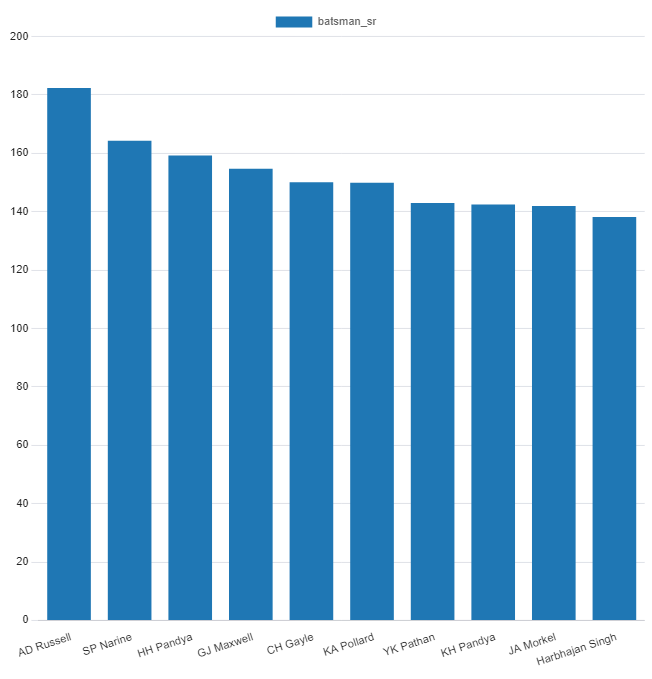 batsman_sr
200
180
160
140
120
100
80
60
40
20
0
AD Russell
SP Narine
HH Pandya
GJ Maxwell
CH Gayle
KA Pollard
YK Pathan
KH Pandya
JA Morkel
Harbhajan Singh